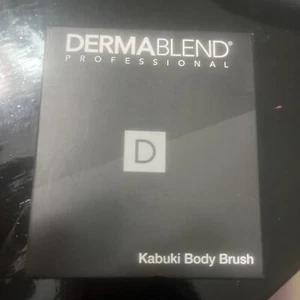 DERMABLEND®
PROFESSIONAL
D
Kabuki Body Brush